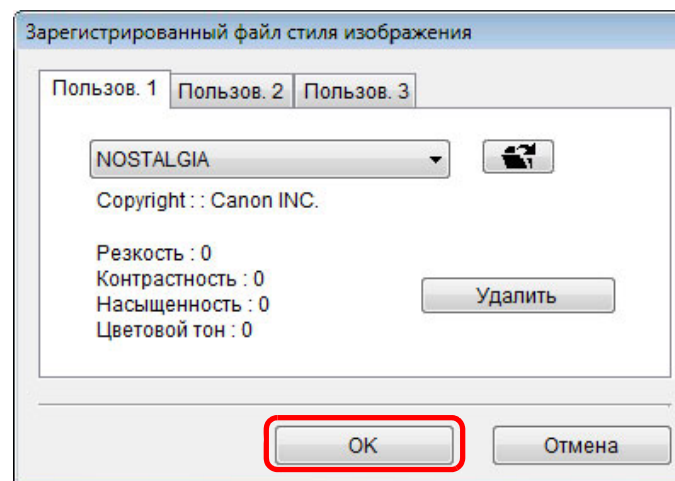 Зарегистрированный файл стиля изображения
Пользов. 1 Пользов. 2 Пользов. 3
NOSTALGIA
Copyright : : Canon INC.
Резкость : 0
Контрастность : 0
Насыщенность : 0
Цветовой тон : 0
Удалить
OK Отмена